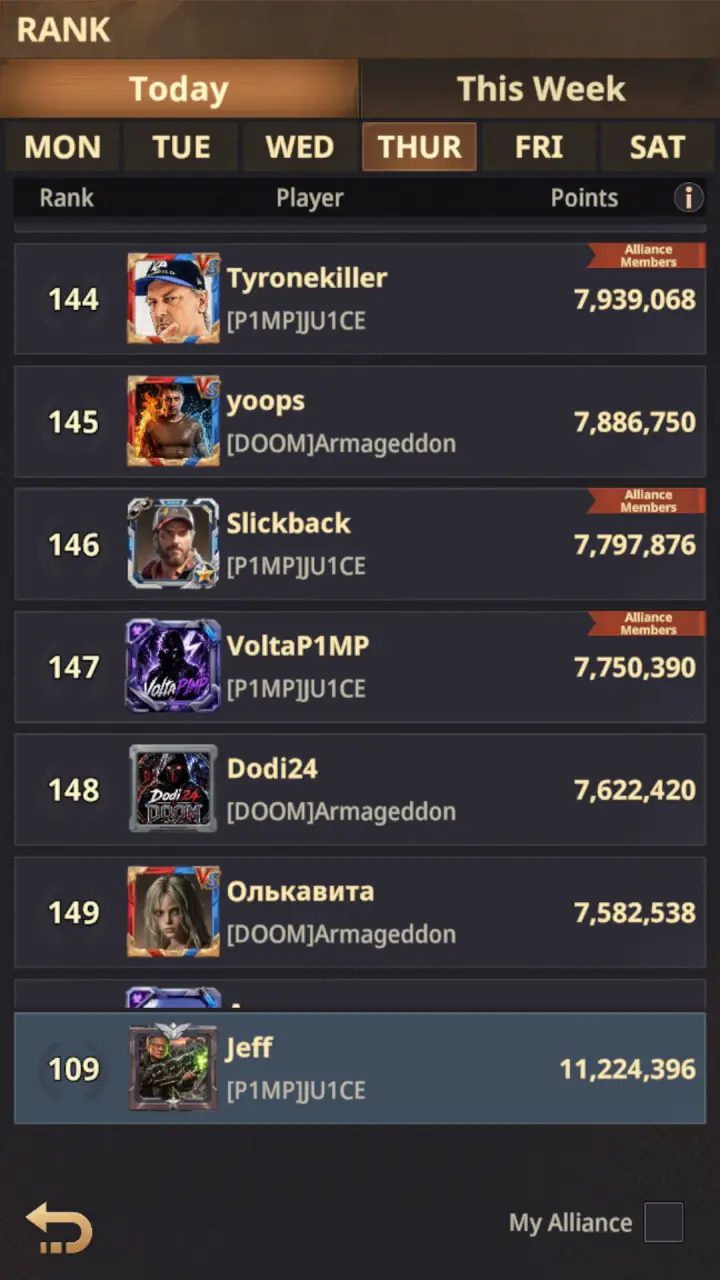 RANK
Today
This Week
MON
TUE
WED
THUR
FRI
SAT
Rank
Player
Points
144
Tyronekiller
[P1MP]JU1CE
Alliance
Members
7,939,068
145
yoops
[DOOM]Armageddon
7,886,750
146
Slickback
[P1MP]JU1CE
Alliance
Members
7,797,876
147
VoltaP1MP
VoltaP1MP
[P1MP]JU1CE
Alliance
Members
7,750,390
148
Dodi24
DOOM
Dodi24
[DOOM]Armageddon
7,622,420
149
Олькавита
[DOOM]Armageddon
7,582,538
109
Jeff
[P1MP]JU1CE
11,224,396
My Alliance